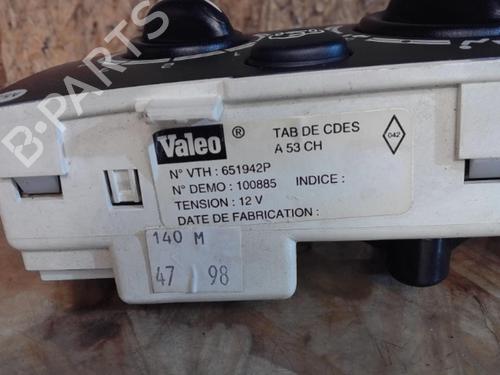 B-PARTS
Valeo ®
TAB DE CDES
A 53 CH
042
N° VTH : 651942P
N° DEMO : 100885 INDICE :
TENSION : 12 V
DATE DE FABRICATION :
140 M
47 98